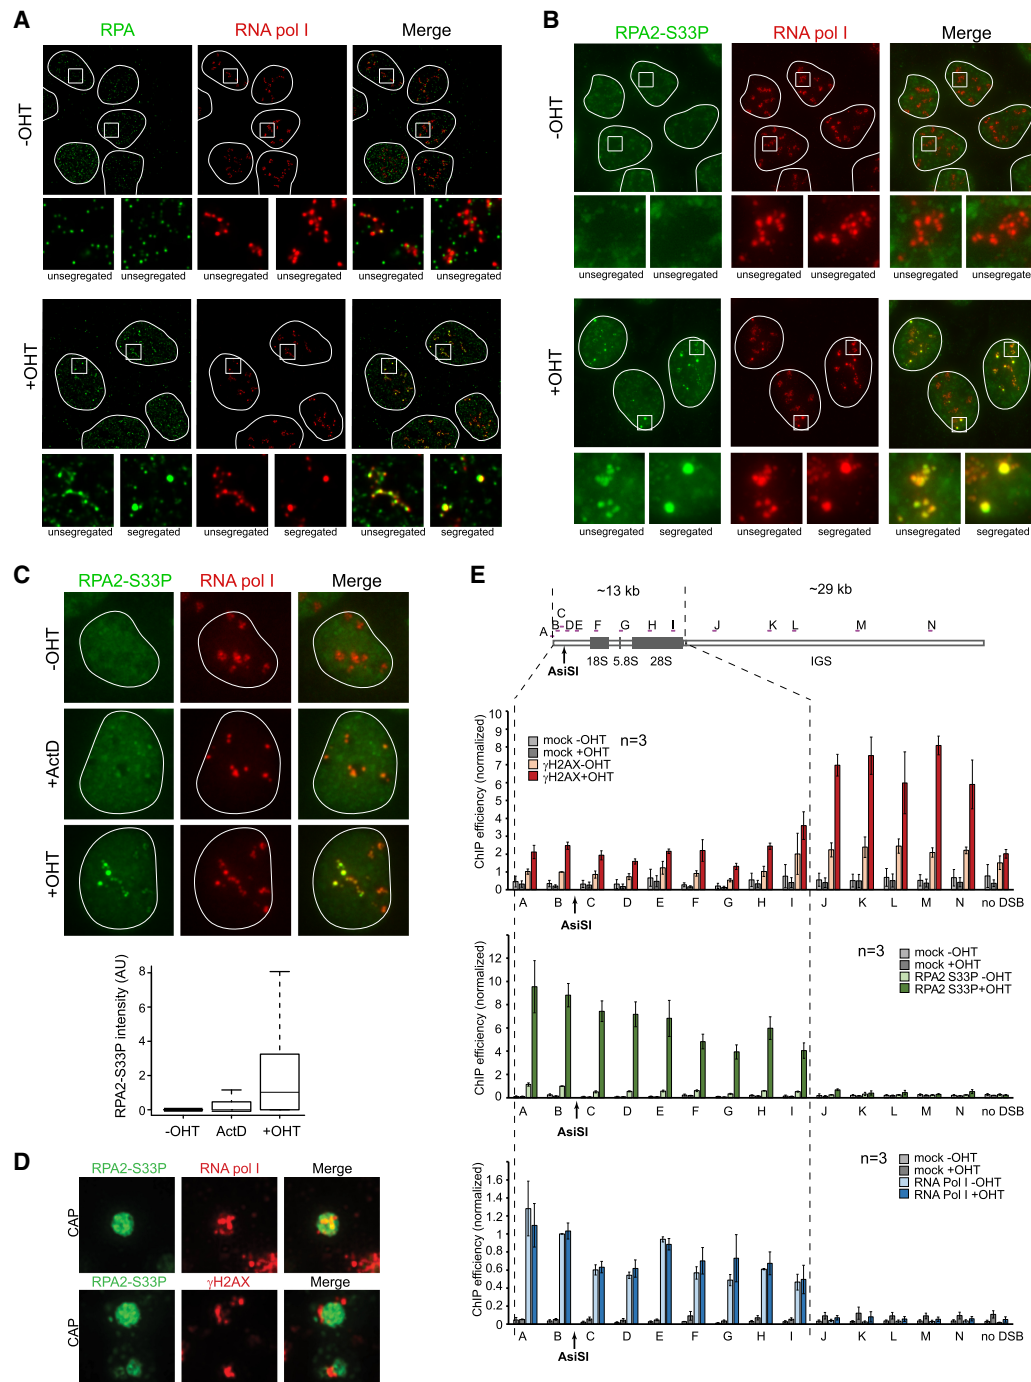 A
RPA
RNA pol I
Merge
-OHT
unsegregated
unsegregated
unsegregated
unsegregated
unsegregated
unsegregated
+OHT
unsegregated
segregated
unsegregated
segregated
unsegregated
segregated
B
RPA2-S33P
RNA pol I
Merge
-OHT
unsegregated
unsegregated
unsegregated
unsegregated
unsegregated
unsegregated
+OHT
unsegregated
segregated
unsegregated
segregated
unsegregated
segregated
C
RPA2-S33P
RNA pol I
Merge
-OHT
+ActD
+OHT
RPA2-S33P intensity (AU)
8
6
4
2
0
-OHT
ActD
+OHT
D
RPA2-S33P
RNA pol I
Merge
CAP
RPA2-S33P
γH2AX
Merge
CAP
E
~13 kb
~29 kb
A
B
C
D
E
F
G
H
I
J
K
L
M
N
AsiSI
18S
5.8S
28S
IGS
ChIP efficiency (normalized)
10
9
8
7
6
5
4
3
2
1
0
mock -OHT
mock +OHT
γH2AX-OHT
γH2AX+OHT
n=3
A B C D E F G H I J K L M N no DSB
AsiSI
ChIP efficiency (normalized)
14
12
10
8
6
4
2
0
n=3
mock -OHT
mock +OHT
RPA2 S33P -OHT
RPA2 S33P+OHT
A B C D E F G H I J K L M N no DSB
AsiSI
ChIP efficiency (normalized)
1.6
1.4
1.2
1
0.8
0.6
0.4
0.2
0
n=3
mock -OHT
mock +OHT
RNA Pol I -OHT
RNA Pol I +OHT
A B C D E F G H I J K L M N no DSB
AsiSI